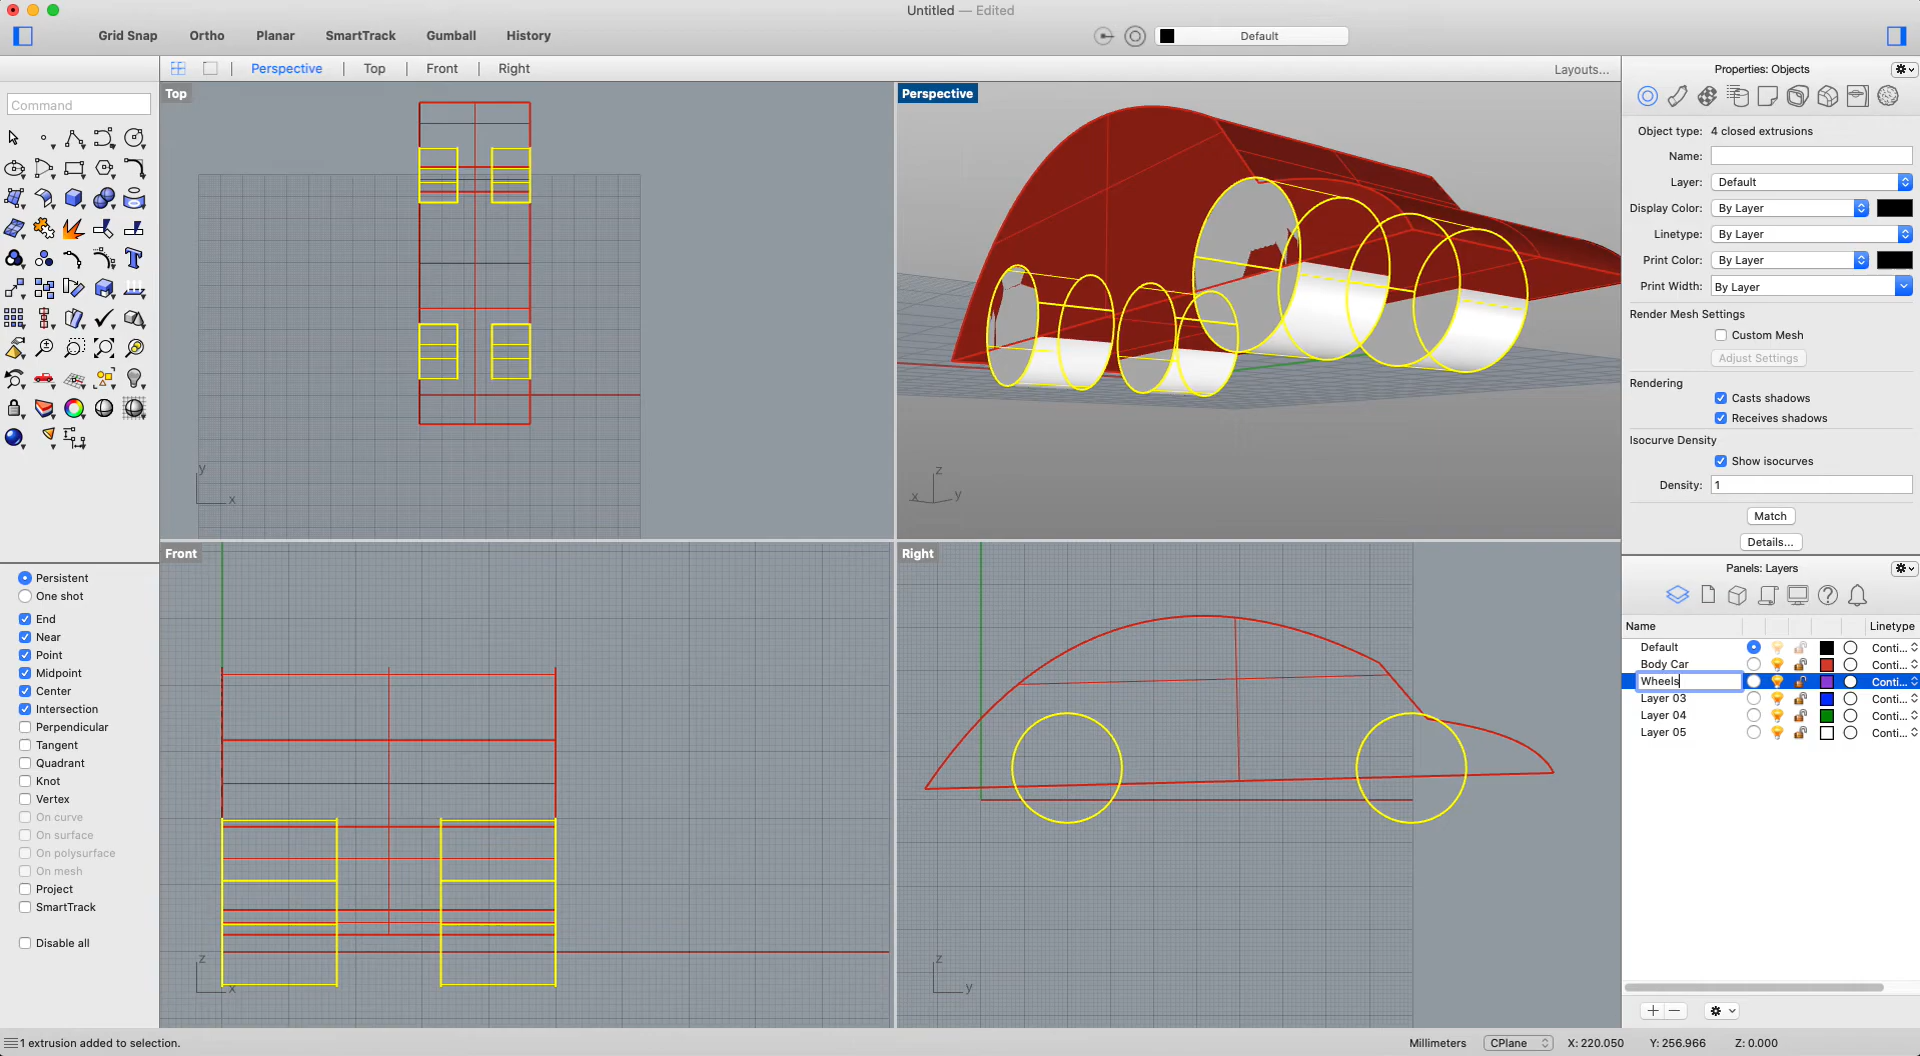 Untitled — Edited
Grid Snap Ortho Planar SmartTrack Gumball History
Default
Perspective Top Front Right
Layouts...
Command
Top
Perspective
Front
Right
y
x
z
x
y
z
x
z
y
Persistent
One shot
End
Near
Point
Midpoint
Center
Intersection
Perpendicular
Tangent
Quadrant
Knot
Vertex
On curve
On surface
On polysurface
On mesh
Project
SmartTrack
Disable all
Properties: Objects
Object type: 4 closed extrusions
Name:
Layer: Default
Display Color: By Layer
Linetype: By Layer
Print Color: By Layer
Print Width: By Layer
Render Mesh Settings
Custom Mesh
Adjust Settings
Rendering
Casts shadows
Receives shadows
Isocurve Density
Show isocurves
Density: 1
Match
Details...
Panels: Layers
Name Linetype
Default Conti...
Body Car Conti...
Wheels Conti...
Layer 03 Conti...
Layer 04 Conti...
Layer 05 Conti...
1 extrusion added to selection.
Millimeters CPlane X: 220.050 Y: 256.966 Z: 0.000